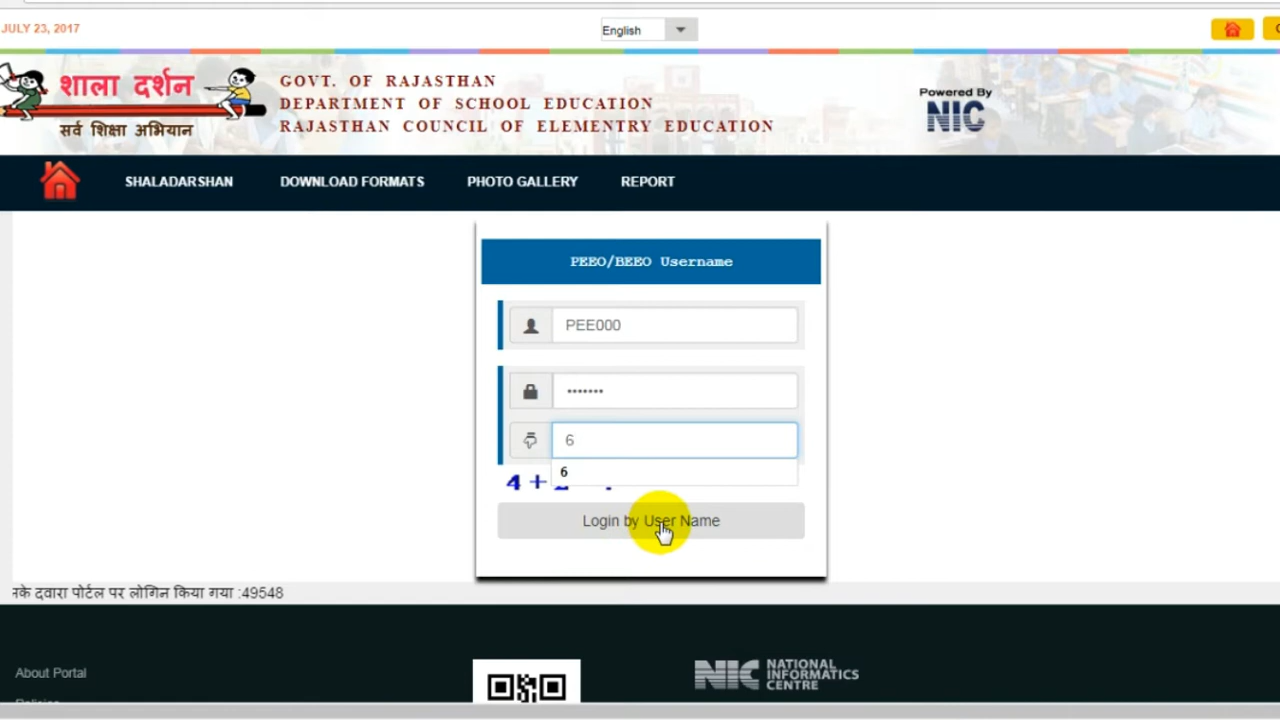 JULY 23, 2017
English
शाला दर्शन
सर्व शिक्षा अभियान
GOVT. OF RAJASTHAN
DEPARTMENT OF SCHOOL EDUCATION
RAJASTHAN COUNCIL OF ELEMENTRY EDUCATION
Powered By
NIC
SHALADARSHAN DOWNLOAD FORMATS PHOTO GALLERY REPORT
PEEO/BEEO Username
PEE000
•••••••
6
6
4 +
Login by User Name
दवारा पोर्टल पर लोगिन किया गया :49548
About Portal
NIC NATIONAL
INFORMATICS
CENTRE